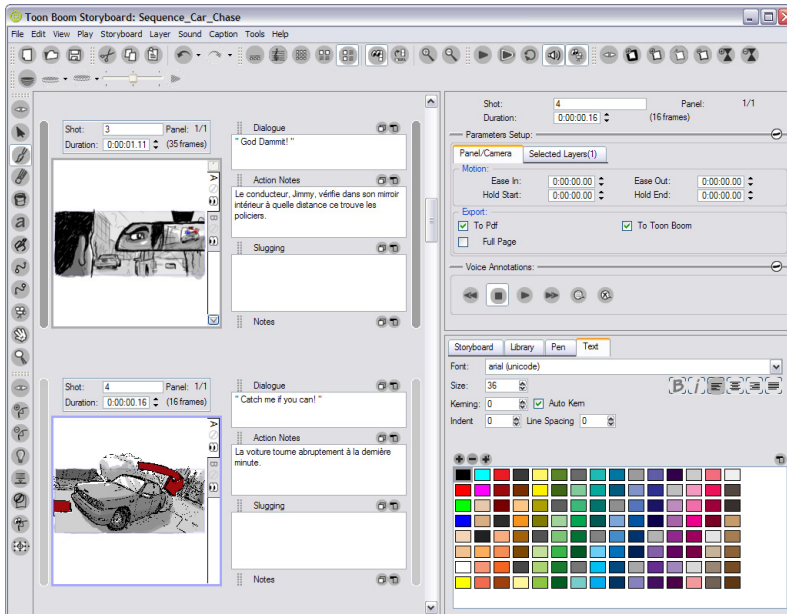 Toon Boom Storyboard: Sequence_Car_Chase
File Edit View Play Storyboard Layer Sound Caption Tools Help
Shot: 3 Panel: 1/1
Duration: 0:00:01.11 (35 frames)
Dialogue
" God Dammit! "
Action Notes
Le conducteur, Jimmy, vérifie dans son mirroir
intérieur à quelle distance ce trouve les
policiers.
Slugging
Notes
A
B
Shot: 4 Panel: 1/1
Duration: 0:00:00.16 (16 frames)
Dialogue
" Catch me if you can! "
Action Notes
La voiture tourne abruptement à la dernière
minute.
Slugging
Notes
A
Shot: 4 Panel: 1/1
Duration: 0:00:00.16 (16 frames)
Parameters Setup:
Panel/Camera Selected Layers(1)
Motion:
Ease In: 0:00:00.00 Ease Out: 0:00:00.00
Hold Start: 0:00:00.00 Hold End: 0:00:00.00
Export:
To Pdf To Toon Boom
Full Page
Voice Annotations:
Storyboard Library Pen Text
Font: arial (unicode)
Size: 36 B i
Kerning: 0 Auto Kern
Indent 0 Line Spacing 0